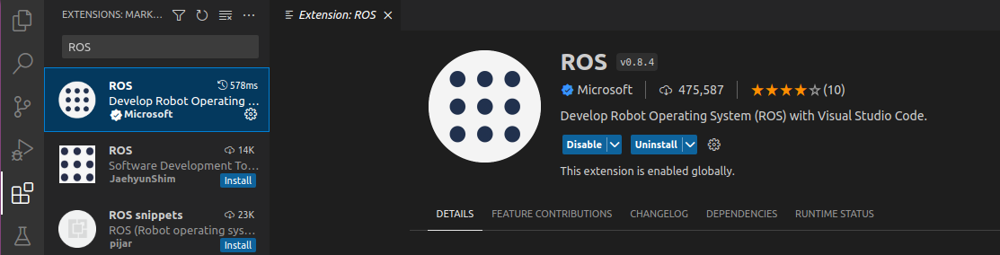 EXTENSIONS: MARK...
ROS
ROS
578ms
Develop Robot Operating ...
Microsoft
ROS
14K
Software Development To...
JaehyunShim
Install
ROS snippets
23K
ROS (Robot operating sys...
pijar
Install
Extension: ROS
ROS v0.8.4
Microsoft 475,587 (10)
Develop Robot Operating System (ROS) with Visual Studio Code.
Disable Uninstall
This extension is enabled globally.
DETAILS FEATURE CONTRIBUTIONS CHANGELOG DEPENDENCIES RUNTIME STATUS